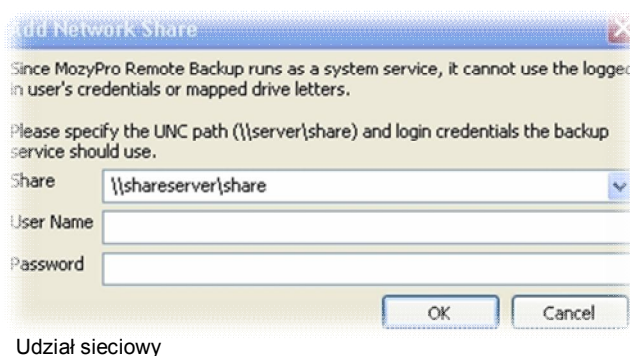 Add Network Share
Since MozyPro Remote Backup runs as a system service, it cannot use the logged
in user's credentials or mapped drive letters.
Please specify the UNC path (\\server\share) and login credentials the backup
service should use.
Share
\\shareserver\share
User Name
Password
OK
Cancel
Udział sieciowy